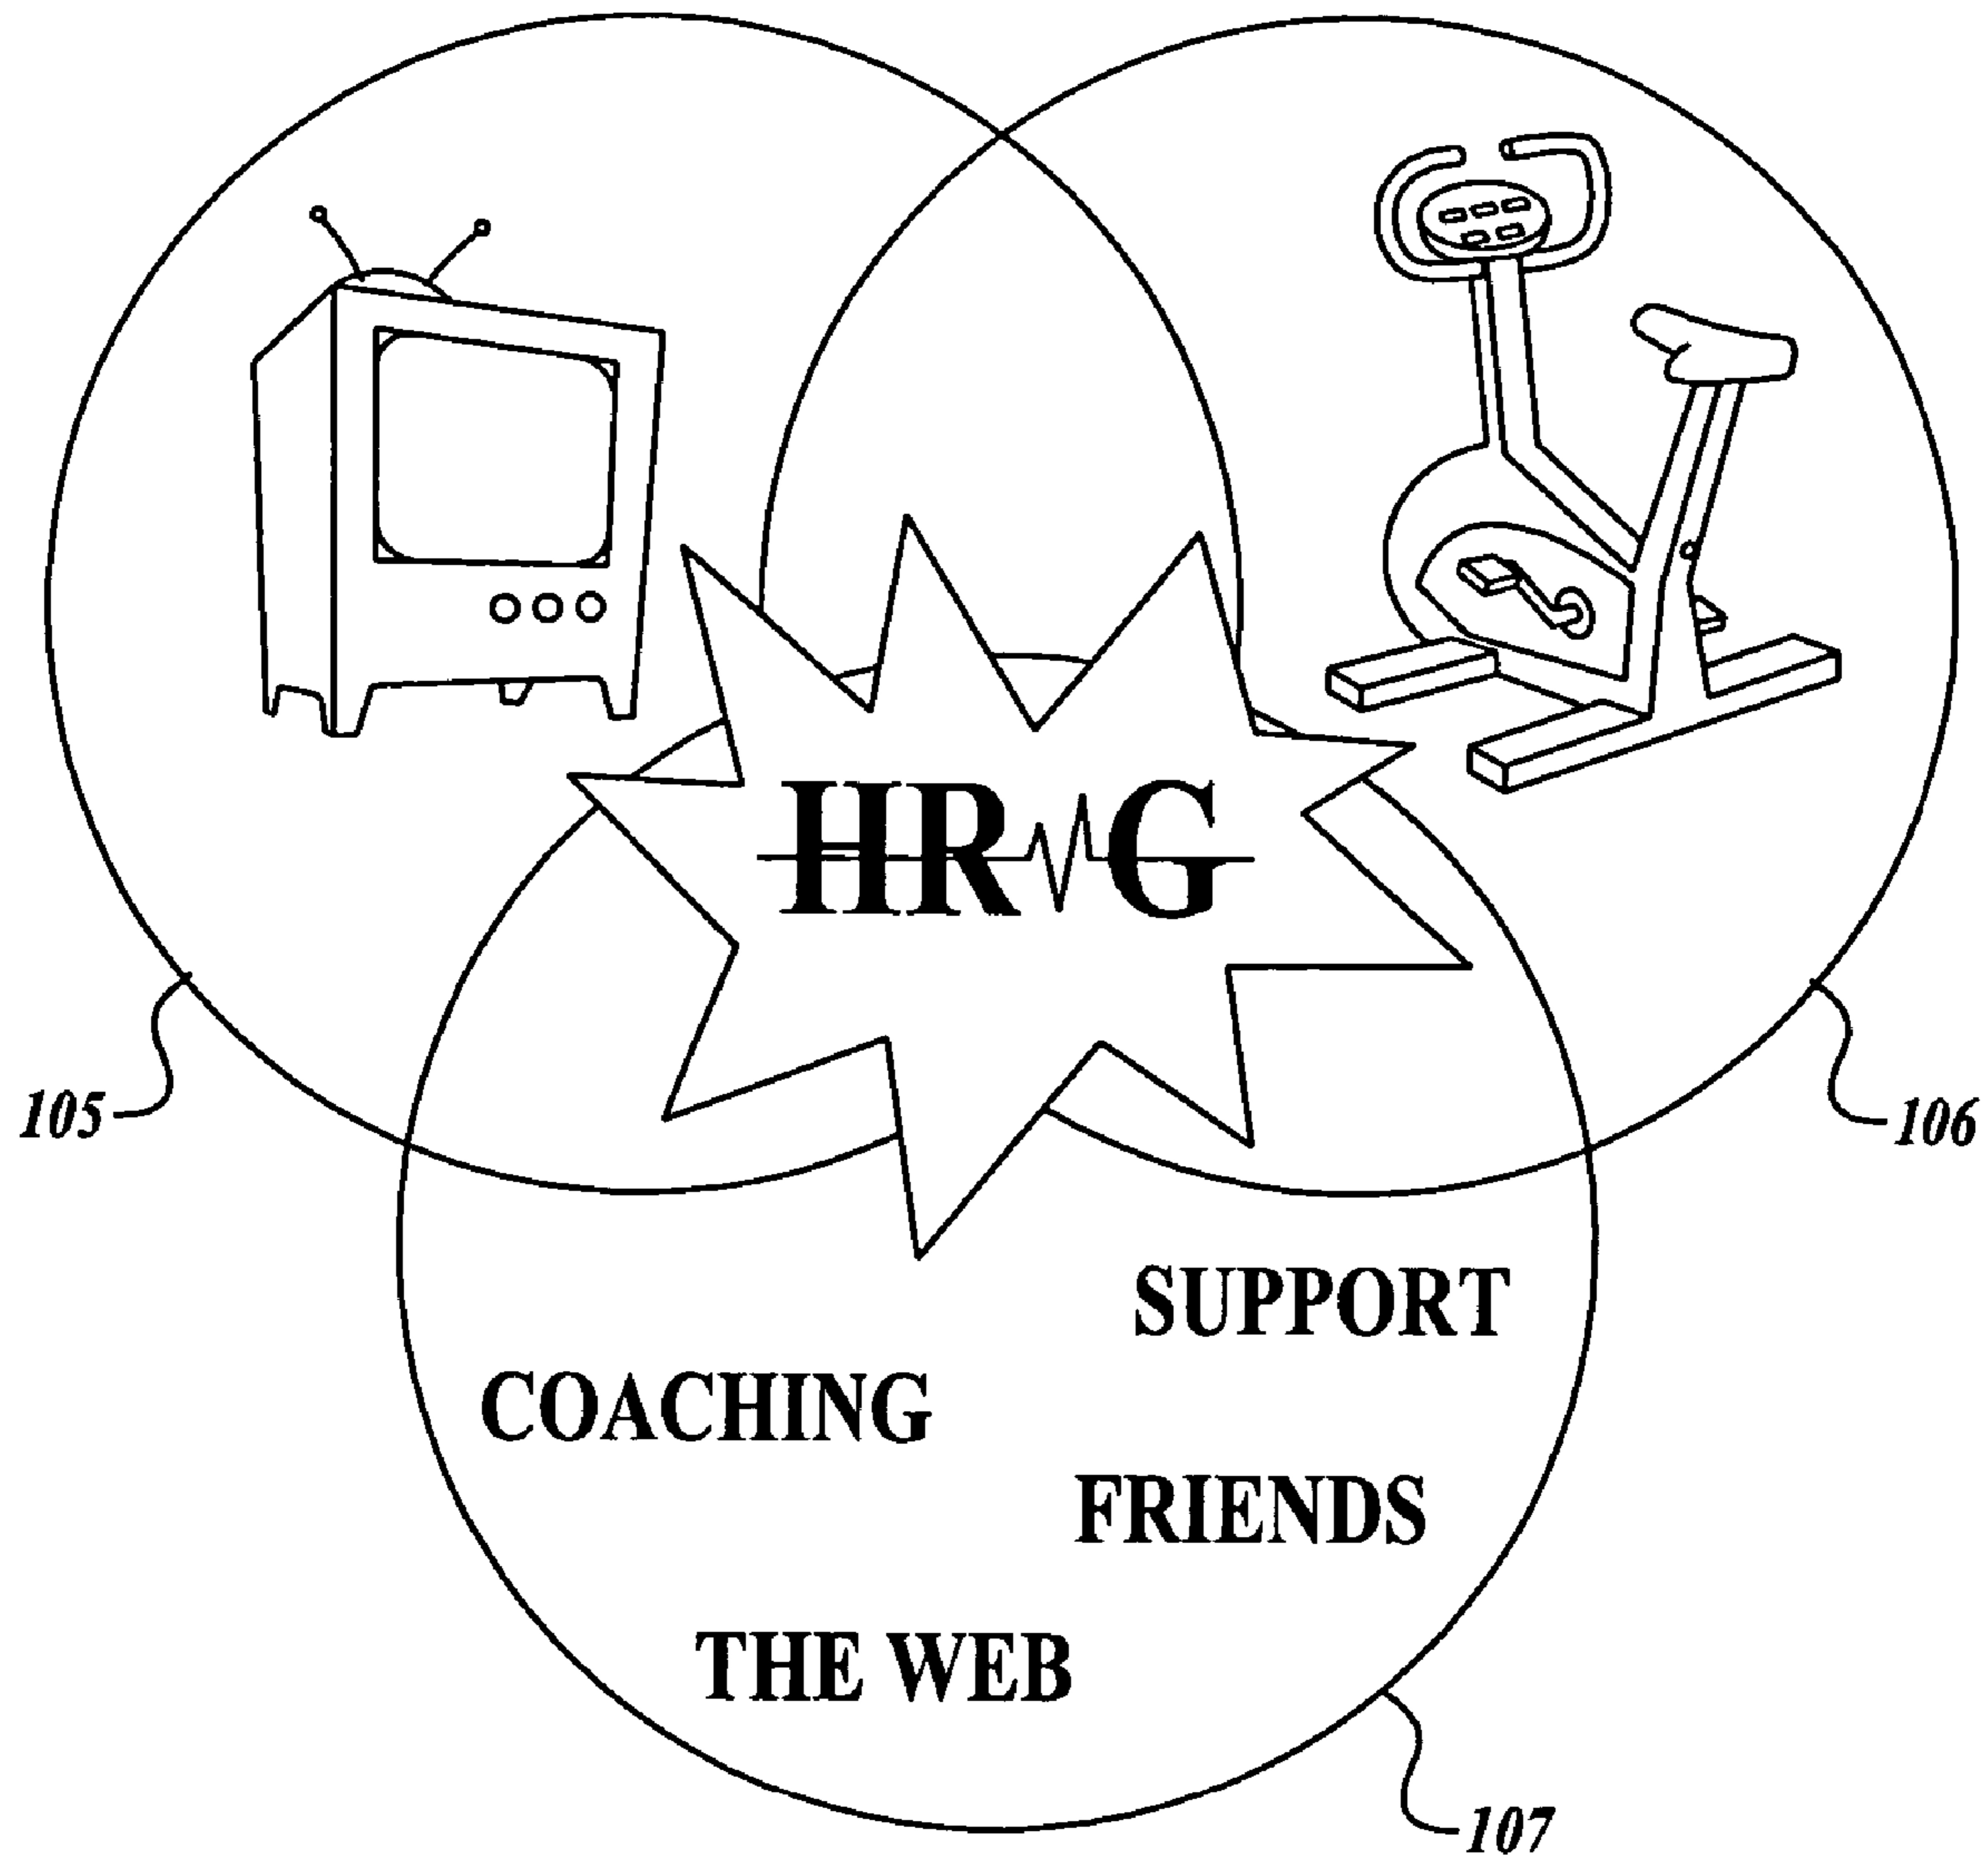 HR G
105
106
SUPPORT
COACHING
FRIENDS
THE WEB
107